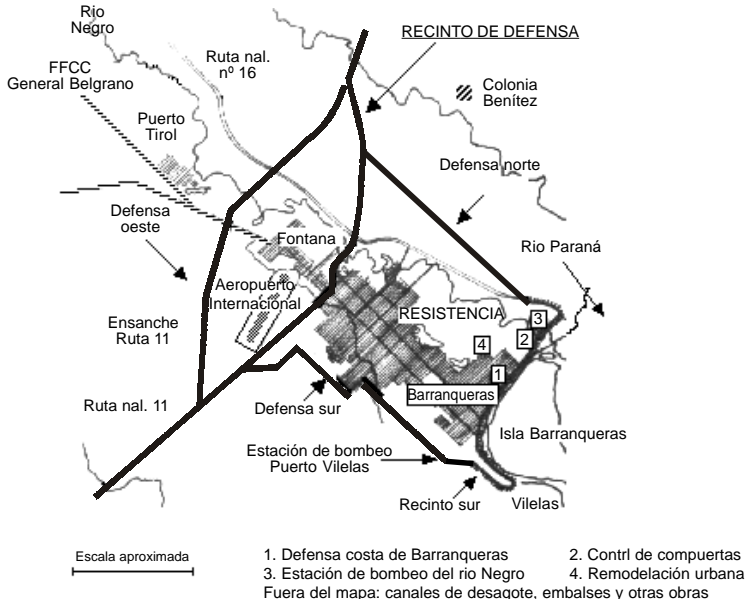 Rio
Negro
FFCC
General Belgrano
Ruta nal.
nº 16
RECINTO DE DEFENSA
Colonia
Benítez
Puerto
Tirol
Defensa norte
Defensa
oeste
Fontana
Rio Paraná
Aeropuerto
Internacional
RESISTENCIA
Ensanche
Ruta 11
3
2
4
1
Barranqueras
Ruta nal. 11
Defensa sur
Isla Barranqueras
Estación de bombeo
Puerto Vilelas
Recinto sur
Vilelas
Escala aproximada
1. Defensa costa de Barranqueras
2. Contrl de compuertas
3. Estación de bombeo del rio Negro
4. Remodelación urbana
Fuera del mapa: canales de desagote, embalses y otras obras